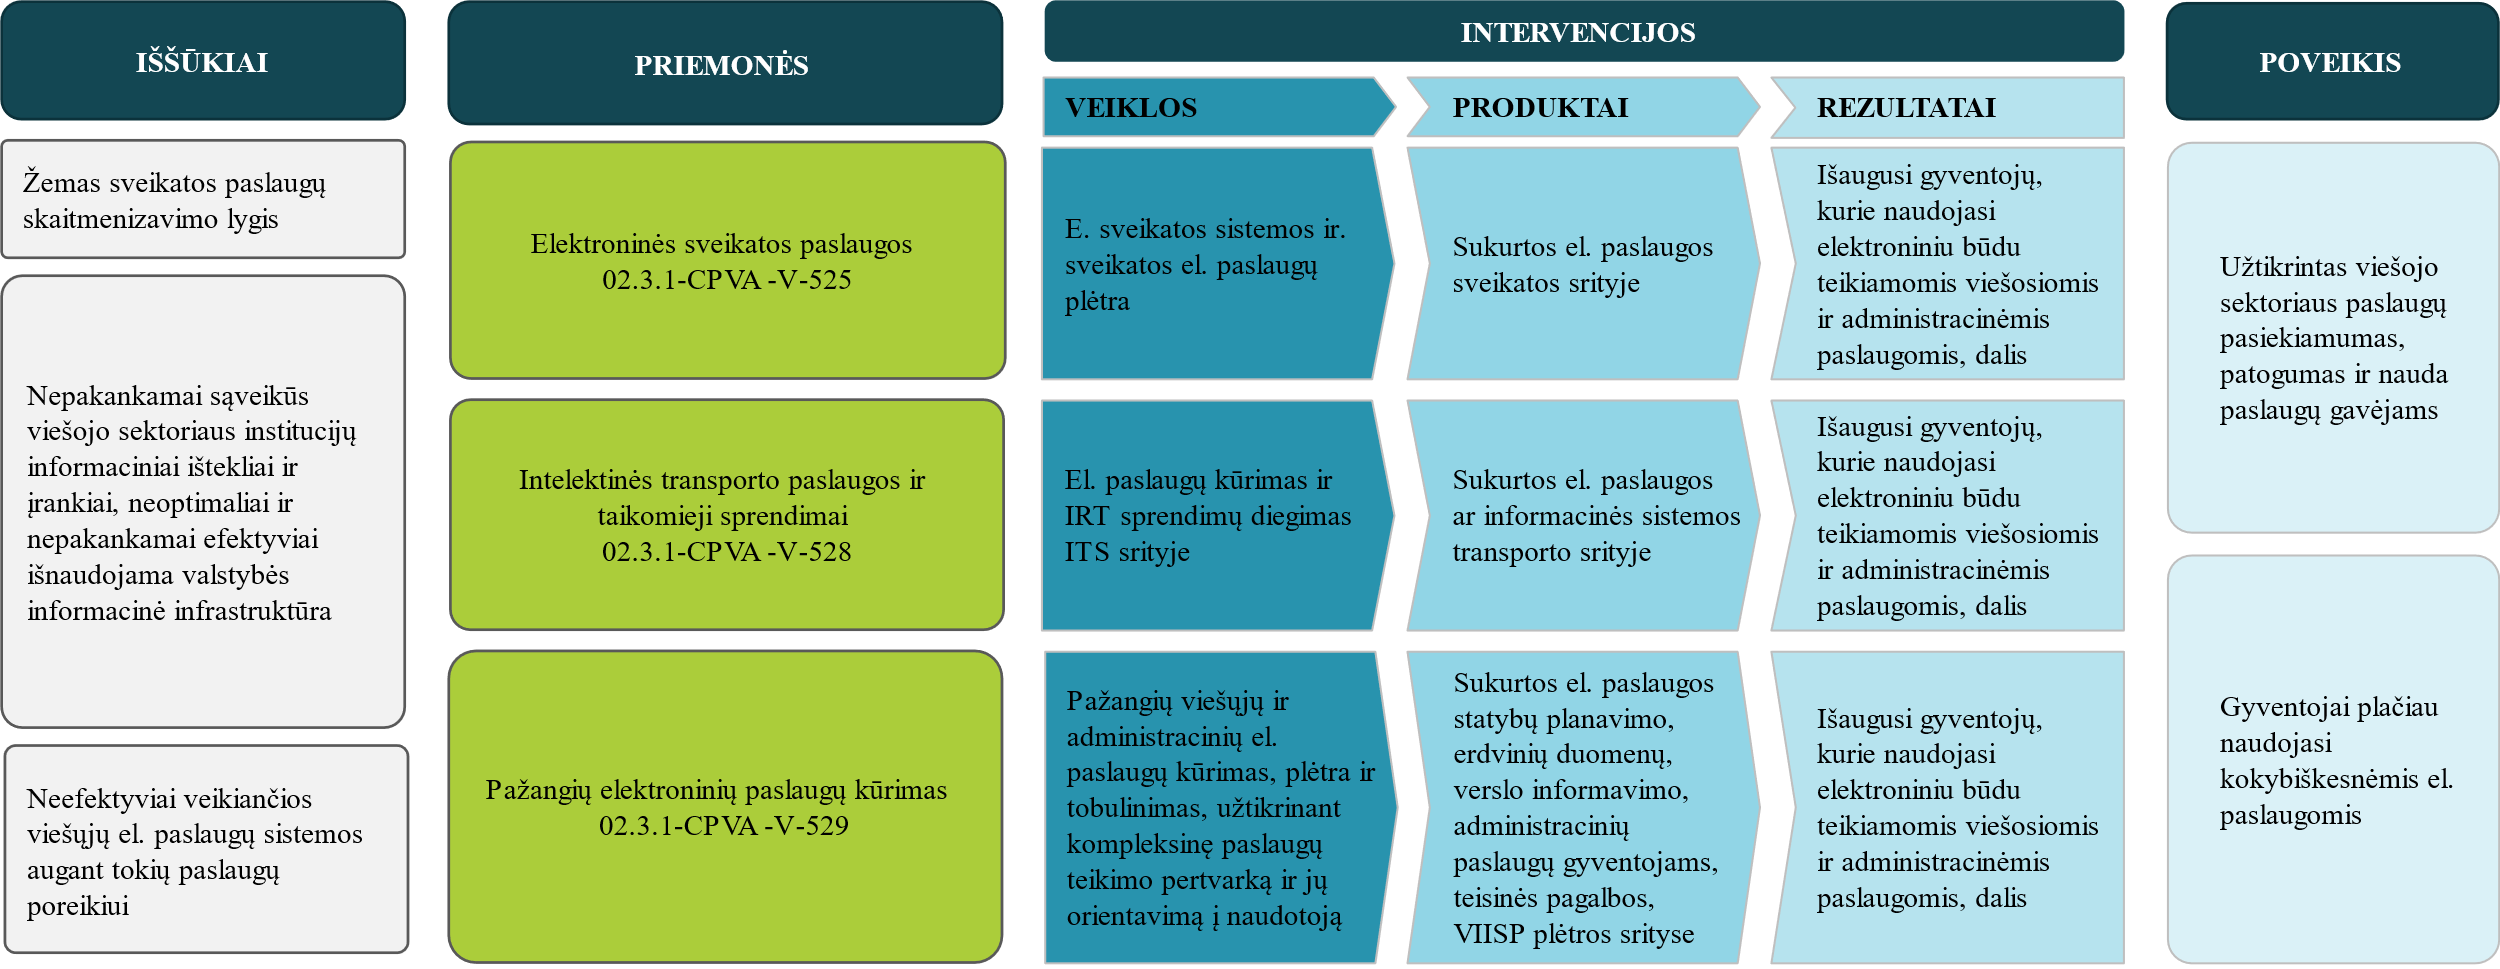 IŠŠŪKIAI
Žemas sveikatos paslaugų
skaitmenizavimo lygis
Nepakankamai sąveikūs
viešojo sektoriaus institucijų
informaciniai ištekliai ir
įrankiai, neoptimaliai ir
nepakankamai efektyviai
išnaudojama valstybės
informacinė infrastruktūra
Neefektyviai veikiančios
viešųjų el. paslaugų sistemos
augant tokių paslaugų
poreikiui
PRIEMONĖS
Elektroninės sveikatos paslaugos
02.3.1-CPVA -V-525
Intelektinės transporto paslaugos ir
taikomieji sprendimai
02.3.1-CPVA -V-528
Pažangių elektroninių paslaugų kūrimas
02.3.1-CPVA -V-529
INTERVENCIJOS
VEIKLOS
PRODUKTAI
REZULTATAI
E. sveikatos sistemos ir.
sveikatos el. paslaugų
plėtra
Sukurtos el. paslaugos
sveikatos srityje
Išaugusi gyventojų,
kurie naudojasi
elektroniniu būdu
teikiamomis viešosiomis
ir administracinėmis
paslaugomis, dalis
El. paslaugų kūrimas ir
IRT sprendimų diegimas
ITS srityje
Sukurtos el. paslaugos
ar informacinės sistemos
transporto srityje
Išaugusi gyventojų,
kurie naudojasi
elektroniniu būdu
teikiamomis viešosiomis
ir administracinėmis
paslaugomis, dalis
Pažangių viešųjų ir
administracinių el.
paslaugų kūrimas, plėtra ir
tobulinimas, užtikrinant
kompleksinę paslaugų
teikimo pertvarką ir jų
orientavimą į naudotoją
Sukurtos el. paslaugos
statybų planavimo,
erdvinių duomenų,
verslo informavimo,
administracinių
paslaugų gyventojams,
teisinės pagalbos,
VIISP plėtros srityse
Išaugusi gyventojų,
kurie naudojasi
elektroniniu būdu
teikiamomis viešosiomis
ir administracinėmis
paslaugomis, dalis
POVEIKIS
Užtikrintas viešojo
sektoriaus paslaugų
pasiekiamumas,
patogumas ir nauda
paslaugų gavėjams
Gyventojai plačiau
naudojasi
kokybiškesnėmis el.
paslaugomis